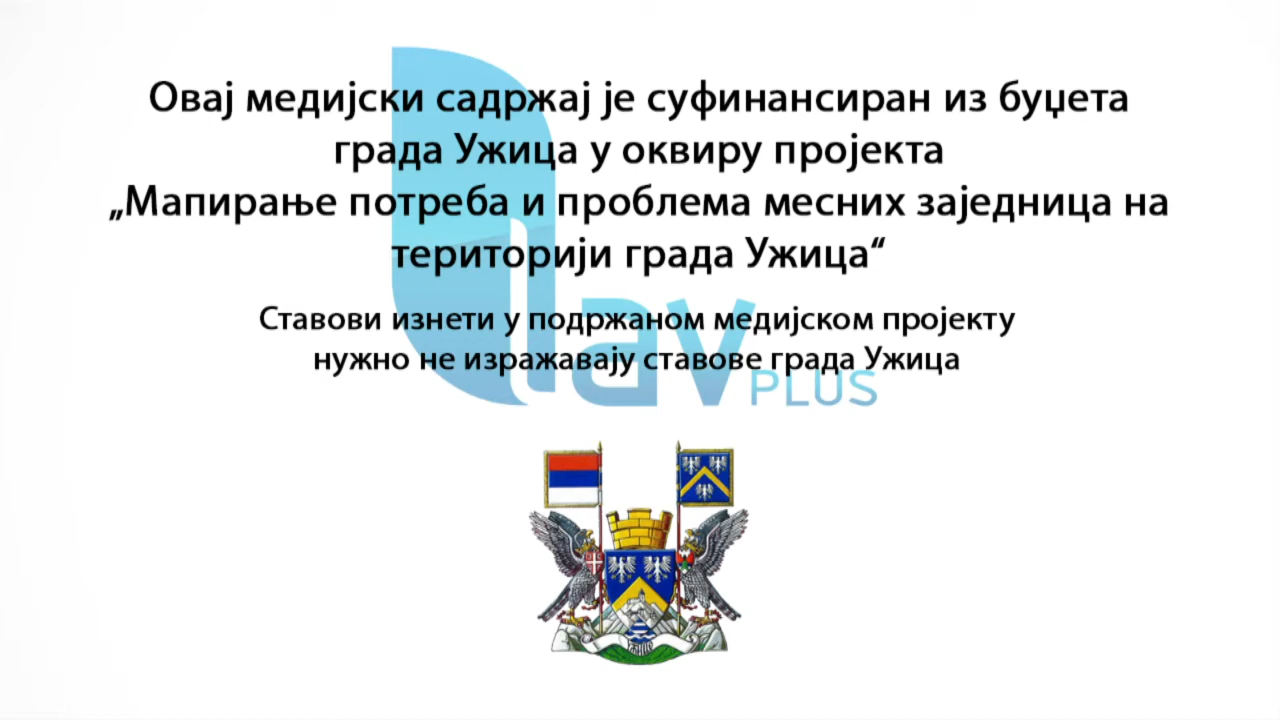 Овај медијски садржај је суфинансиран из буџета
града Ужица у оквиру пројекта
„Мапирање потреба и проблема месних заједница на
територији града Ужица“
Ставови изнети у подржаном медијском пројекту
нужно не изражавају ставове града Ужица
lav
PLUS
УЖИЦЕ